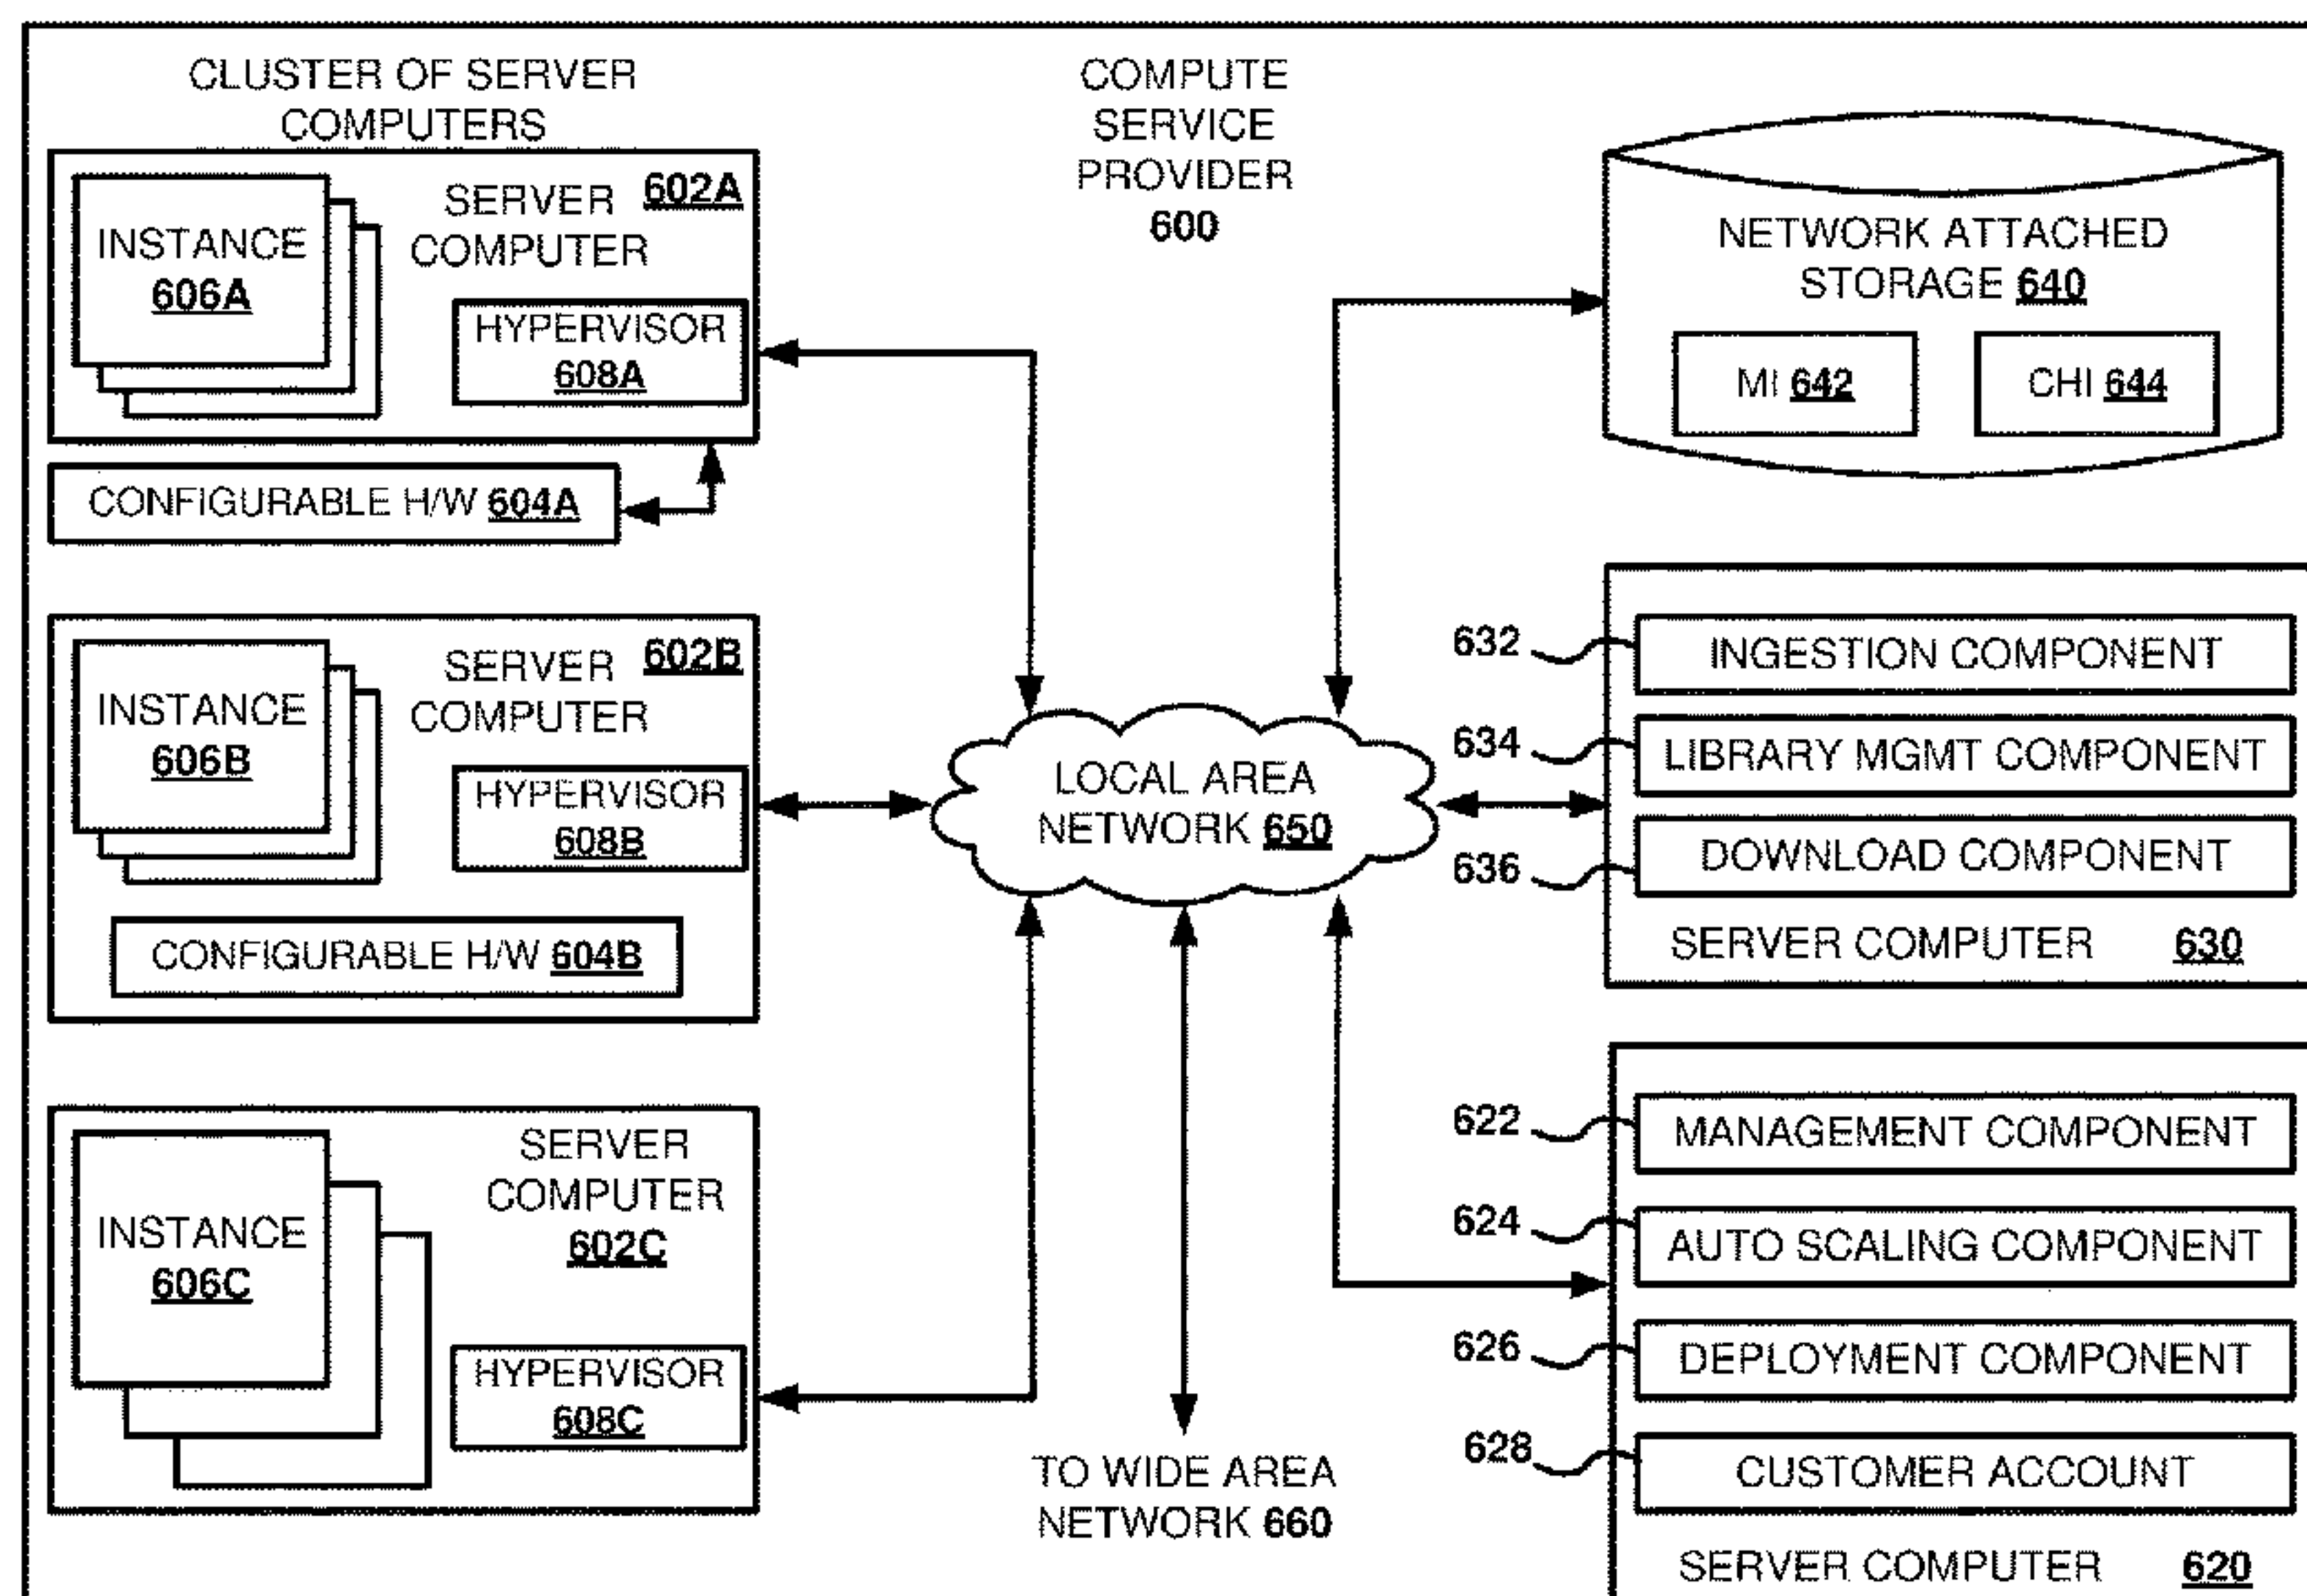 CLUSTER OF SERVER
COMPUTERS
INSTANCE
606A
SERVER 602A
COMPUTER
HYPERVISOR
608A
CONFIGURABLE H/W 604A
INSTANCE
606B
SERVER 602B
COMPUTER
HYPERVISOR
608B
CONFIGURABLE H/W 604B
INSTANCE
606C
SERVER
COMPUTER
602C
HYPERVISOR
608C
COMPUTE
SERVICE
PROVIDER
600
LOCAL AREA
NETWORK 650
TO WIDE AREA
NETWORK 660
NETWORK ATTACHED
STORAGE 640
MI 642
CHI 644
632 INGESTION COMPONENT
634 LIBRARY MGMT COMPONENT
636 DOWNLOAD COMPONENT
SERVER COMPUTER 630
622 MANAGEMENT COMPONENT
624 AUTO SCALING COMPONENT
626 DEPLOYMENT COMPONENT
628 CUSTOMER ACCOUNT
SERVER COMPUTER 620